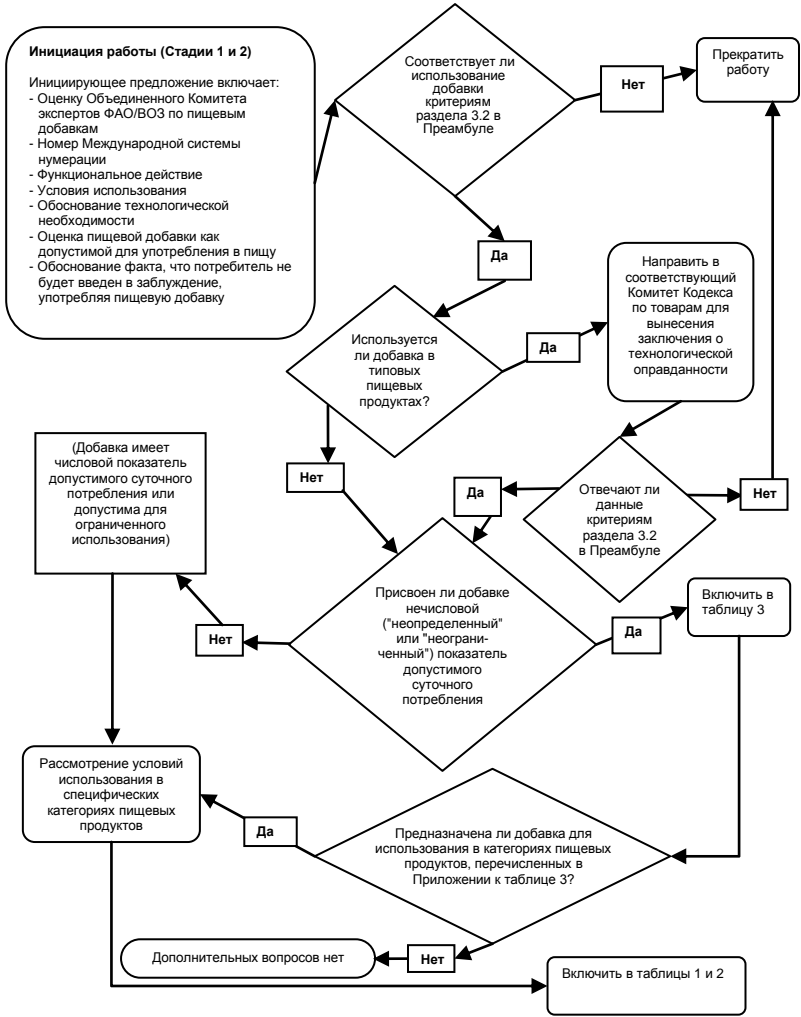 Инициация работы (Стадии 1 и 2)
Инициирующее предложение включает:
- Оценку Объединенного Комитета
экспертов ФАО/ВОЗ по пищевым
добавкам
- Номер Международной системы
нумерации
- Функциональное действие
- Условия использования
- Обоснование технологической
необходимости
- Оценка пищевой добавки как
допустимой для употребления в пищу
- Обоснование факта, что потребитель не
будет введен в заблуждение,
употребляя пищевую добавку
Соответствует ли
использование
добавки
критериям
раздела 3.2 в
Преамбуле
Нет
Прекратить
работу
Да
Используется
ли добавка в
типовых
пищевых
продуктах?
Да
Направить в
соответствующий
Комитет Кодекса
по товарам для
вынесения
заключения о
технологической
оправданности
Нет
Да
Отвечают ли
данные
критериям
раздела 3.2
в Преамбуле
Нет
(Добавка имеет
числовой показатель
допустимого суточного
потребления или
допустима для
ограниченного
использования)
Нет
Присвоен ли добавке
нечисловой
("неопределенный"
или "неограни-
ченный") показатель
допустимого
суточного
потребления
Да
Включить в
таблицу 3
Рассмотрение условий
использования в
специфических
категориях пищевых
продуктов
Да
Предназначена ли добавка для
использования в категориях пищевых
продуктов, перечисленных в
Приложении к таблице 3?
Дополнительных вопросов нет
Нет
Включить в таблицы 1 и 2